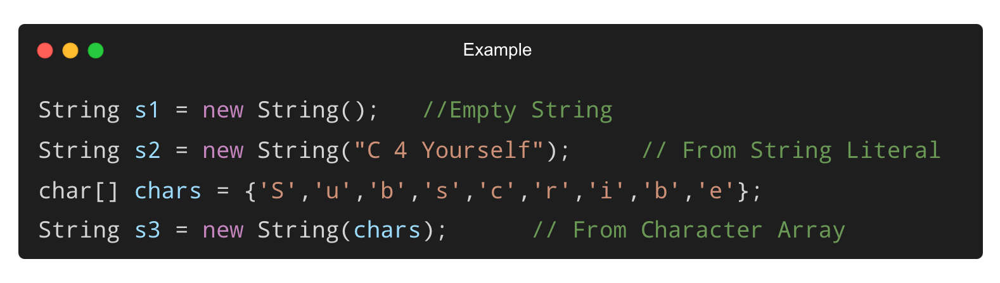 Example
String s1 = new String();   //Empty String
String s2 = new String("C 4 Yourself");     // From String Literal
char[] chars = {'S','u','b','s','c','r','i','b','e'};
String s3 = new String(chars);      // From Character Array